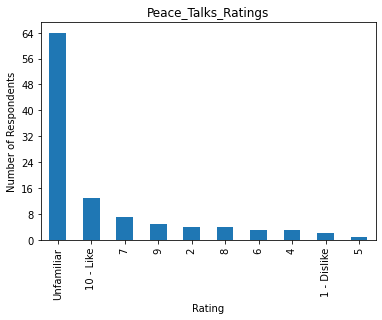 Peace_Talks_Ratings
Number of Respondents
64
56
48
40
32
24
16
8
0
Unfamiliar
10 - Like
7
9
2
8
6
4
1 - Dislike
5
Rating